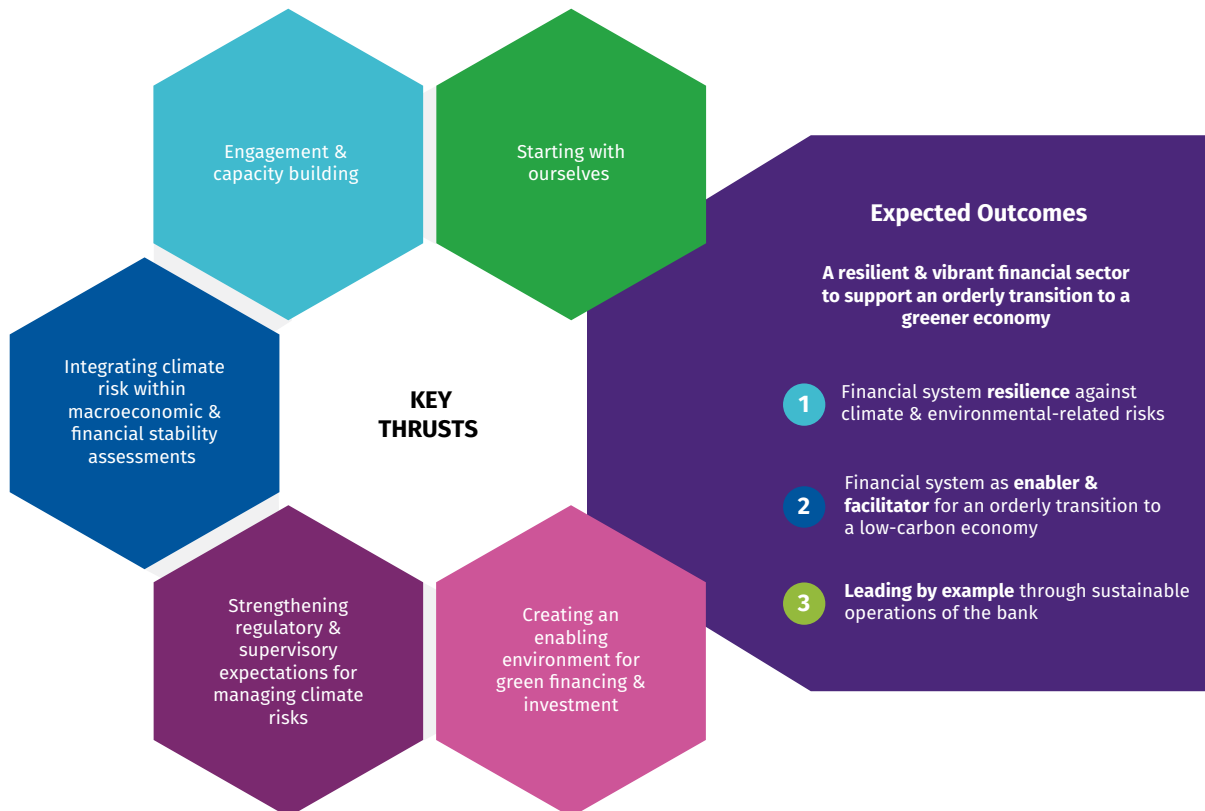 Engagement &
capacity building
Starting with
ourselves
Integrating climate
risk within
macroeconomic &
financial stability
assessments
KEY
THRUSTS
Strengthening
regulatory &
supervisory
expectations for
managing climate
risks
Creating an
enabling
environment for
green financing &
investment
Expected Outcomes
A resilient & vibrant financial sector
to support an orderly transition to a
greener economy
1
Financial system resilience against
climate & environmental-related risks
2
Financial system as enabler &
facilitator for an orderly transition to
a low-carbon economy
3
Leading by example through sustainable
operations of the bank